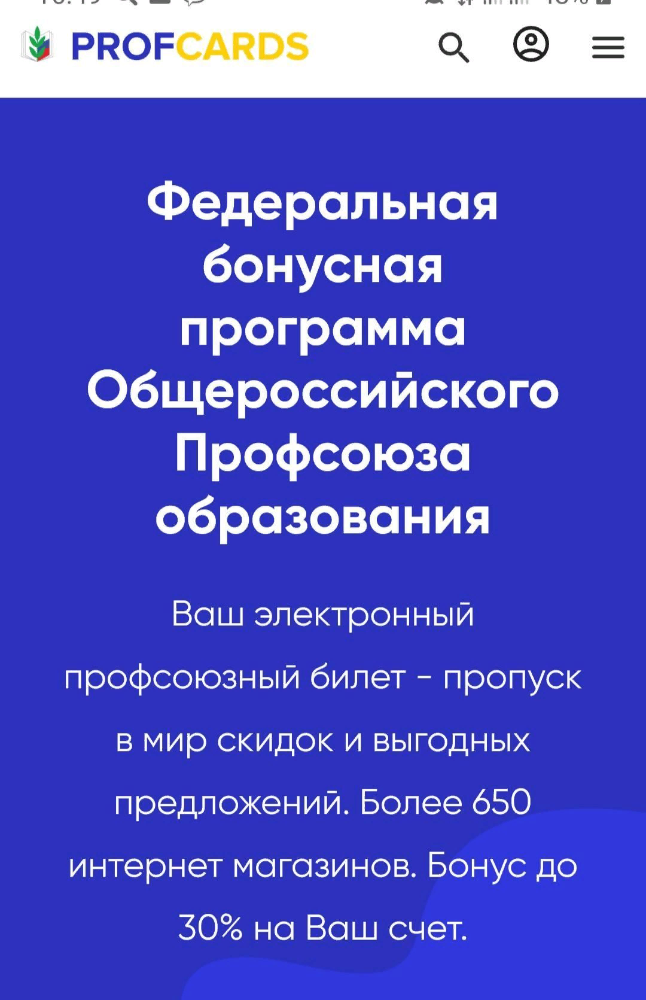 PROFCARDS
Федеральная
бонусная
программа
Общероссийского
Профсоюза
образования
Ваш электронный
профсоюзный билет - пропуск
в мир скидок и выгодных
предложений. Более 650
интернет магазинов. Бонус до
30% на Ваш счет.